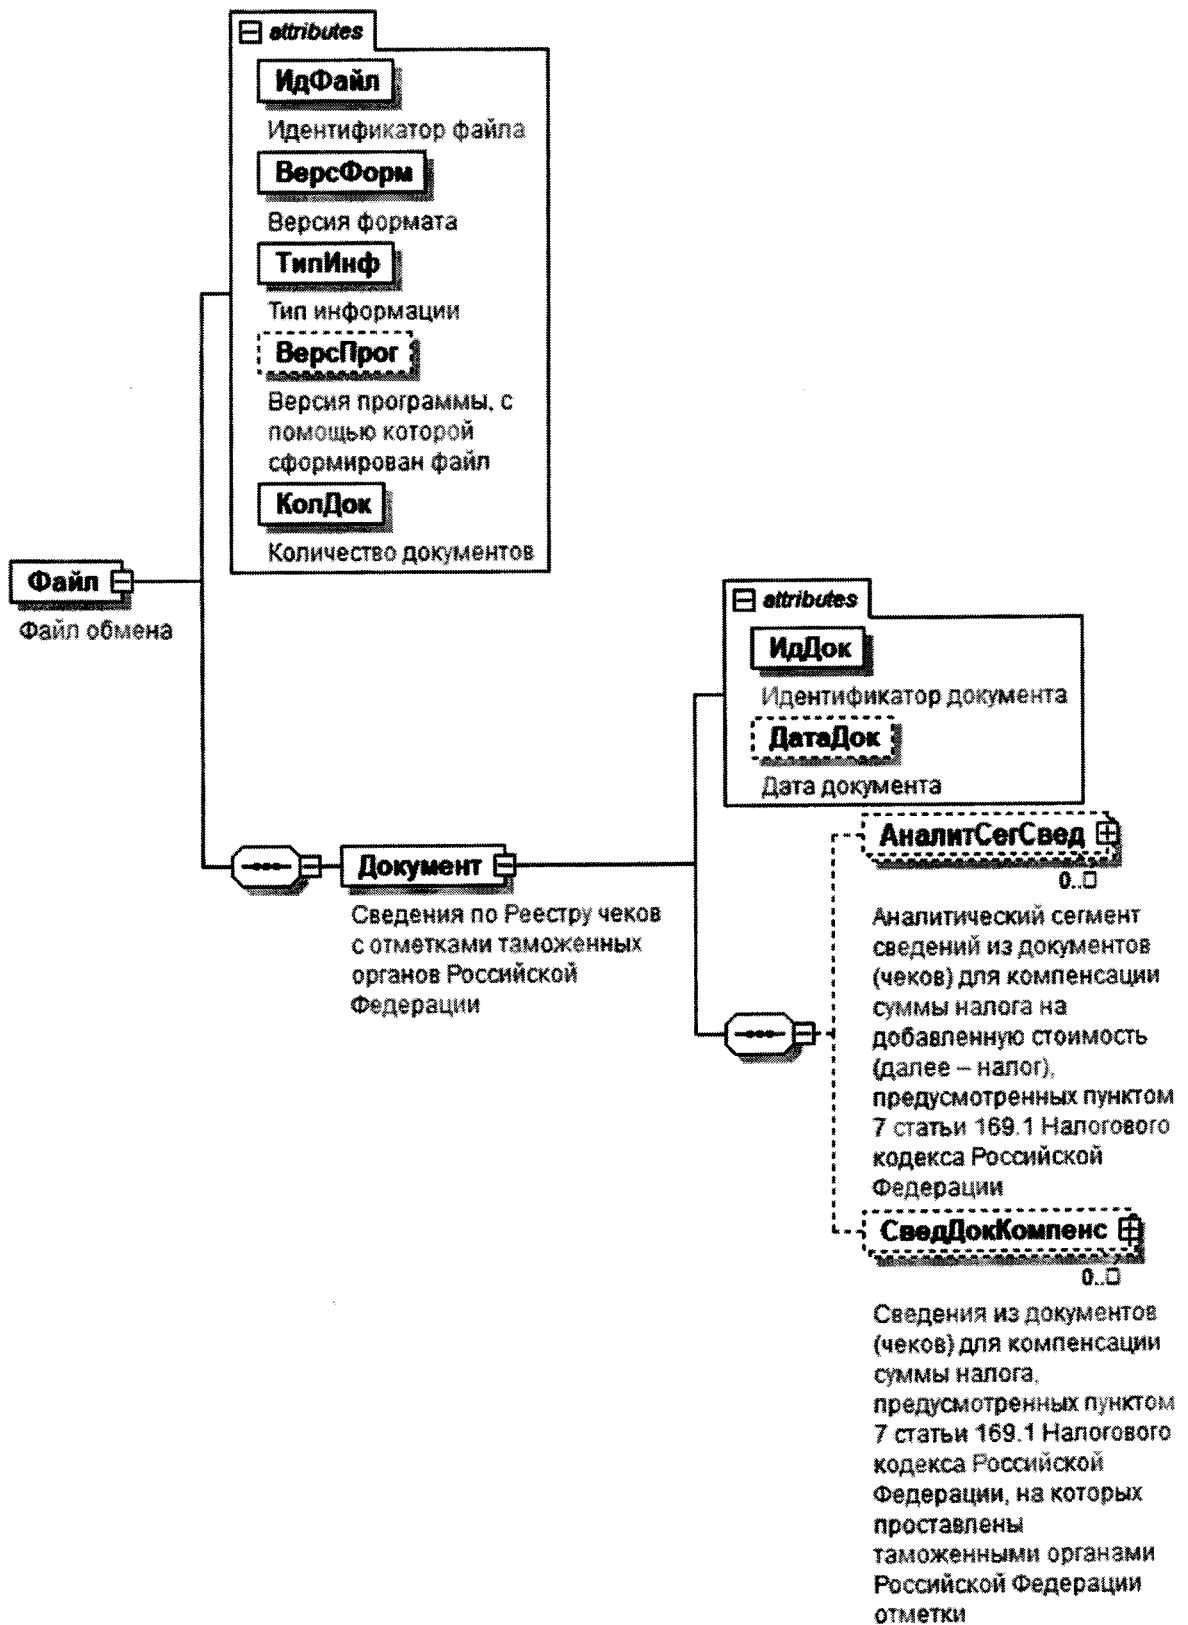 attributes
ИдФайл
Идентификатор файла
ВерсФорм
Версия формата
ТипИнф
Тип информации
ВерсПрог
Версия программы, с
помощью которой
сформирован файл
КолДок
Количество документов
Файл
Файл обмена
attributes
ИдДок
Идентификатор документа
ДатаДок
Дата документа
Документ
Сведения по Реестру чеков
с отметками таможенных
органов Российской
Федерации
АналитСегСвед
0..□
Аналитический сегмент
сведений из документов
(чеков) для компенсации
суммы налога на
добавленную стоимость
(далее – налог),
предусмотренных пунктом
7 статьи 169.1 Налогового
кодекса Российской
Федерации
СведДокКомпенс
0..□
Сведения из документов
(чеков) для компенсации
суммы налога,
предусмотренных пунктом
7 статьи 169.1 Налогового
кодекса Российской
Федерации, на которых
проставлены
таможенными органами
Российской Федерации
отметки